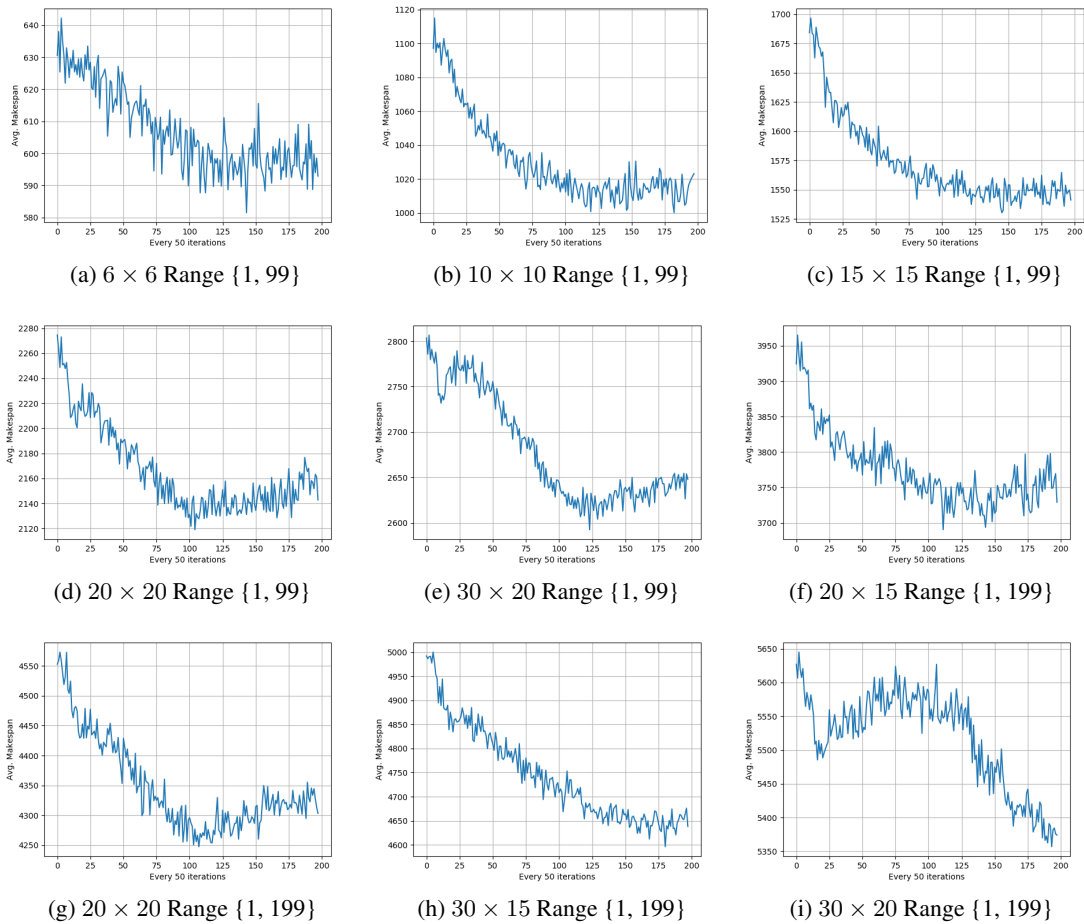 640
630
620
610
600
590
580
Avg. Makespan
0 25 50 75 100 125 150 175 200
Every 50 iterations
(a) 6 × 6 Range {1, 99}
1120
1100
1080
1060
1040
1020
1000
Avg. Makespan
0 25 50 75 100 125 150 175 200
Every 50 iterations
(b) 10 × 10 Range {1, 99}
1700
1675
1650
1625
1600
1575
1550
1525
Avg. Makespan
0 25 50 75 100 125 150 175 200
Every 50 iterations
(c) 15 × 15 Range {1, 99}
2280
2260
2240
2220
2200
2180
2160
2140
2120
Avg. Makespan
0 25 50 75 100 125 150 175 200
Every 50 iterations
(d) 20 × 20 Range {1, 99}
2800
2750
2700
2650
2600
Avg. Makespan
0 25 50 75 100 125 150 175 200
Every 50 iterations
(e) 30 × 20 Range {1, 99}
3950
3900
3850
3800
3750
3700
Avg. Makespan
0 25 50 75 100 125 150 175 200
Every 50 iterations
(f) 20 × 15 Range {1, 199}
4550
4500
4450
4400
4350
4300
4250
Avg. Makespan
0 25 50 75 100 125 150 175 200
Every 50 iterations
(g) 20 × 20 Range {1, 199}
5000
4950
4900
4850
4800
4750
4700
4650
4600
Avg. Makespan
0 25 50 75 100 125 150 175 200
Every 50 iterations
(h) 30 × 15 Range {1, 199}
5650
5600
5550
5500
5450
5400
5350
Avg. Makespan
0 25 50 75 100 125 150 175 200
Every 50 iterations
(i) 30 × 20 Range {1, 199}